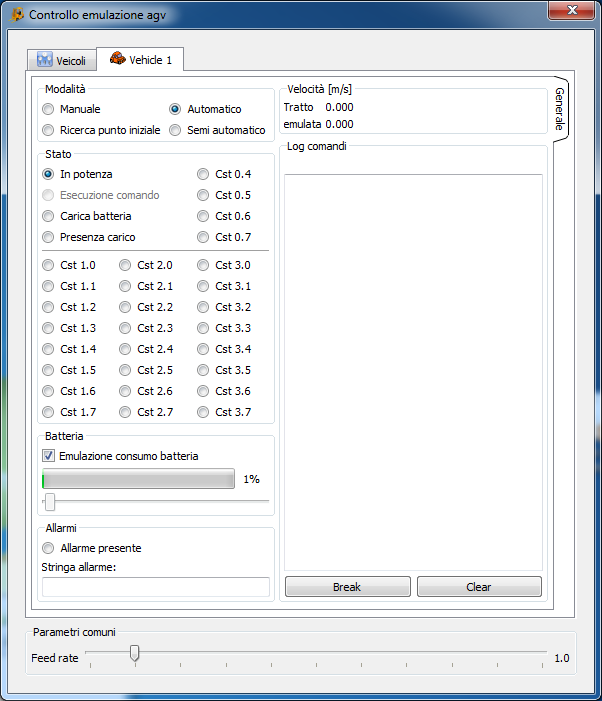 Controllo emulazione agv
Veicoli
Vehicle 1
Modalità
Manuale
Automatico
Ricerca punto iniziale
Semi automatico
Stato
In potenza
Cst 0.4
Esecuzione comando
Cst 0.5
Carica batteria
Cst 0.6
Presenza carico
Cst 0.7
Cst 1.0
Cst 2.0
Cst 3.0
Cst 1.1
Cst 2.1
Cst 3.1
Cst 1.2
Cst 2.2
Cst 3.2
Cst 1.3
Cst 2.3
Cst 3.3
Cst 1.4
Cst 2.4
Cst 3.4
Cst 1.5
Cst 2.5
Cst 3.5
Cst 1.6
Cst 2.6
Cst 3.6
Cst 1.7
Cst 2.7
Cst 3.7
Batteria
Emulazione consumo batteria
1%
Allarmi
Allarme presente
Stringa allarme:
Velocità [m/s]
Tratto 0.000
emulata 0.000
Log comandi
Break
Clear
Generale
Parametri comuni
Feed rate
1.0